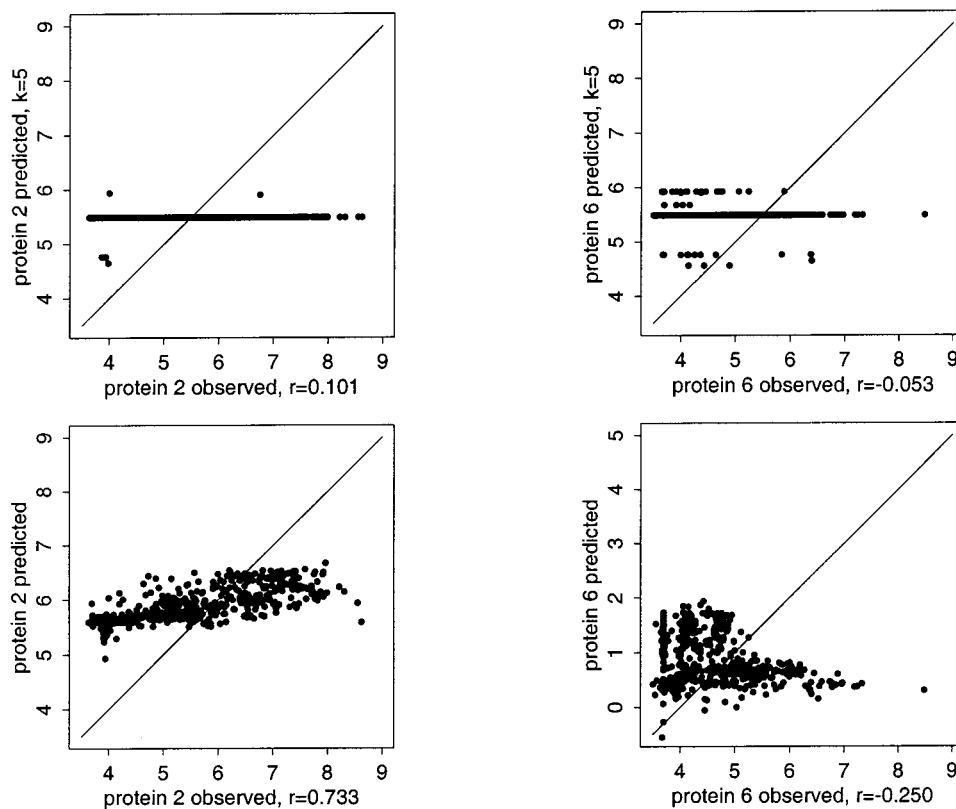 protein 2 predicted, k=5
9
8
7
6
5
4
4 5 6 7 8 9
protein 2 observed, r=0.101
protein 6 predicted, k=5
9
8
7
6
5
4
4 5 6 7 8 9
protein 6 observed, r=-0.053
protein 2 predicted
9
8
7
6
5
4
4 5 6 7 8 9
protein 2 observed, r=0.733
protein 6 predicted
5
4
3
2
1
0
4 5 6 7 8 9
protein 6 observed, r=-0.250